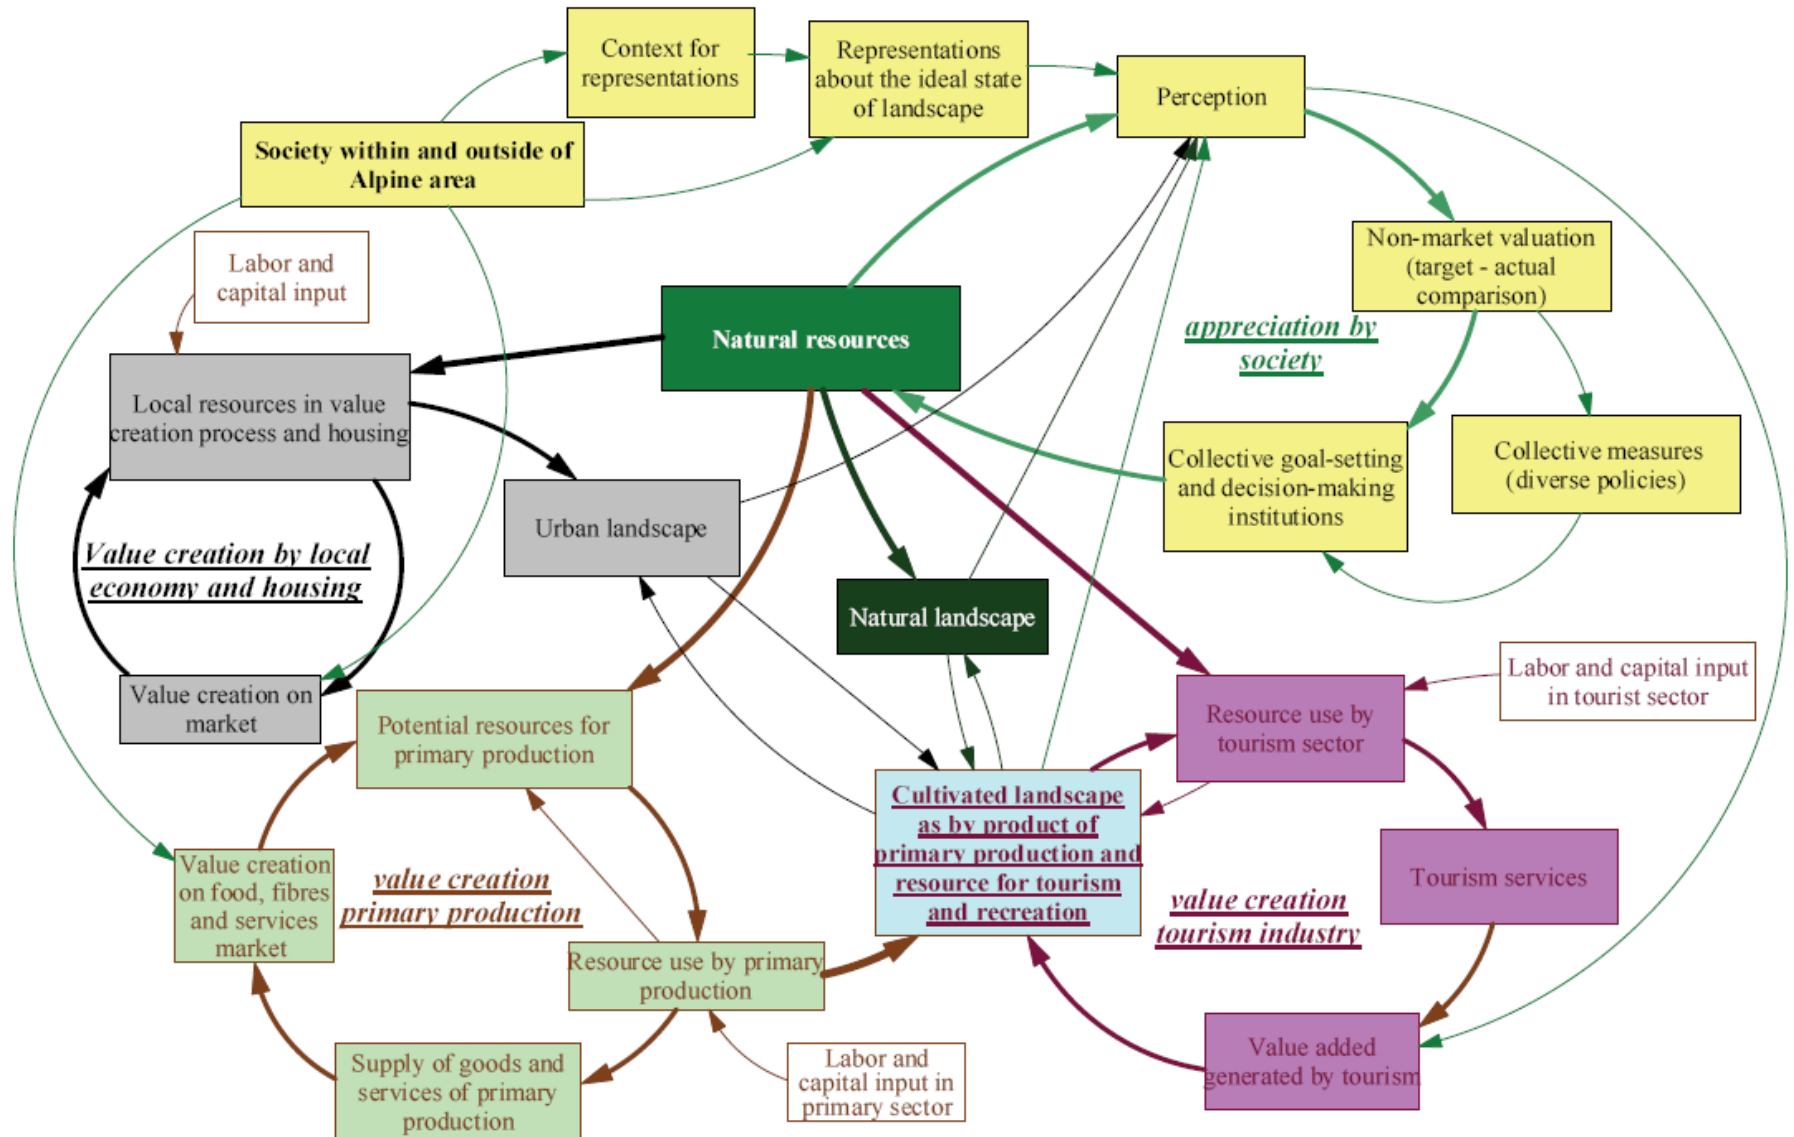 Context for
representations
Representations
about the ideal state
of landscape
Perception
Society within and outside of
Alpine area
Labor and
capital input
Non-market valuation
(target - actual
comparison)
Natural resources
appreciation by
society
Local resources in value
creation process and housing
Collective goal-setting
and decision-making
institutions
Collective measures
(diverse policies)
Urban landscape
Value creation by local
economy and housing
Natural landscape
Value creation on
market
Potential resources for
primary production
Resource use by
tourism sector
Labor and capital input
in tourist sector
Cultivated landscape
as by product of
primary production and
resource for tourism
and recreation
Tourism services
Value creation
on food, fibres
and services
market
value creation
primary production
value creation
tourism industry
Resource use by primary
production
Supply of goods and
services of primary
production
Labor and
capital input in
primary sector
Value added
generated by tourism